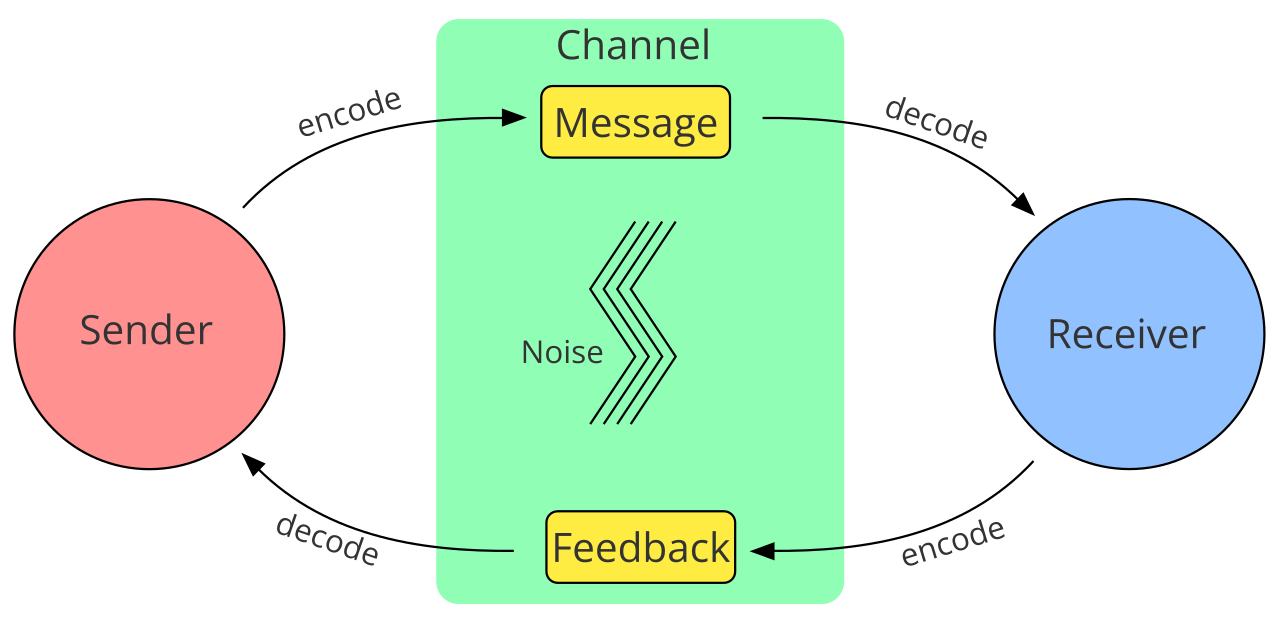 Channel
encode
Message
decode
Sender
Noise
Receiver
decode
Feedback
encode